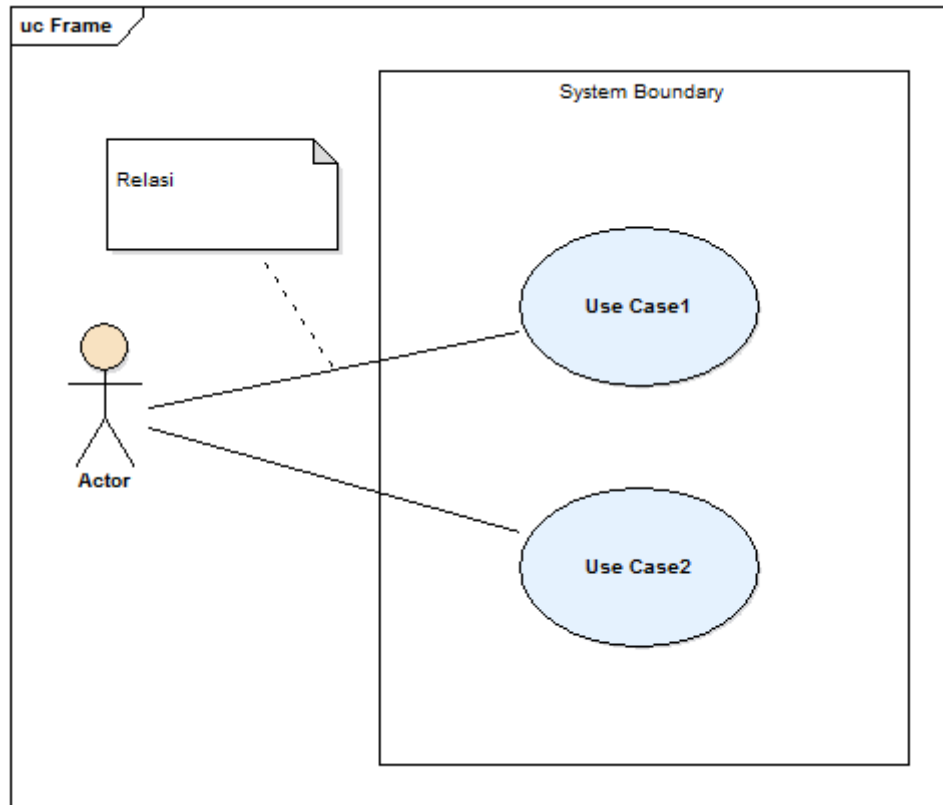 uc Frame
System Boundary
Relasi
Use Case1
Actor
Use Case2